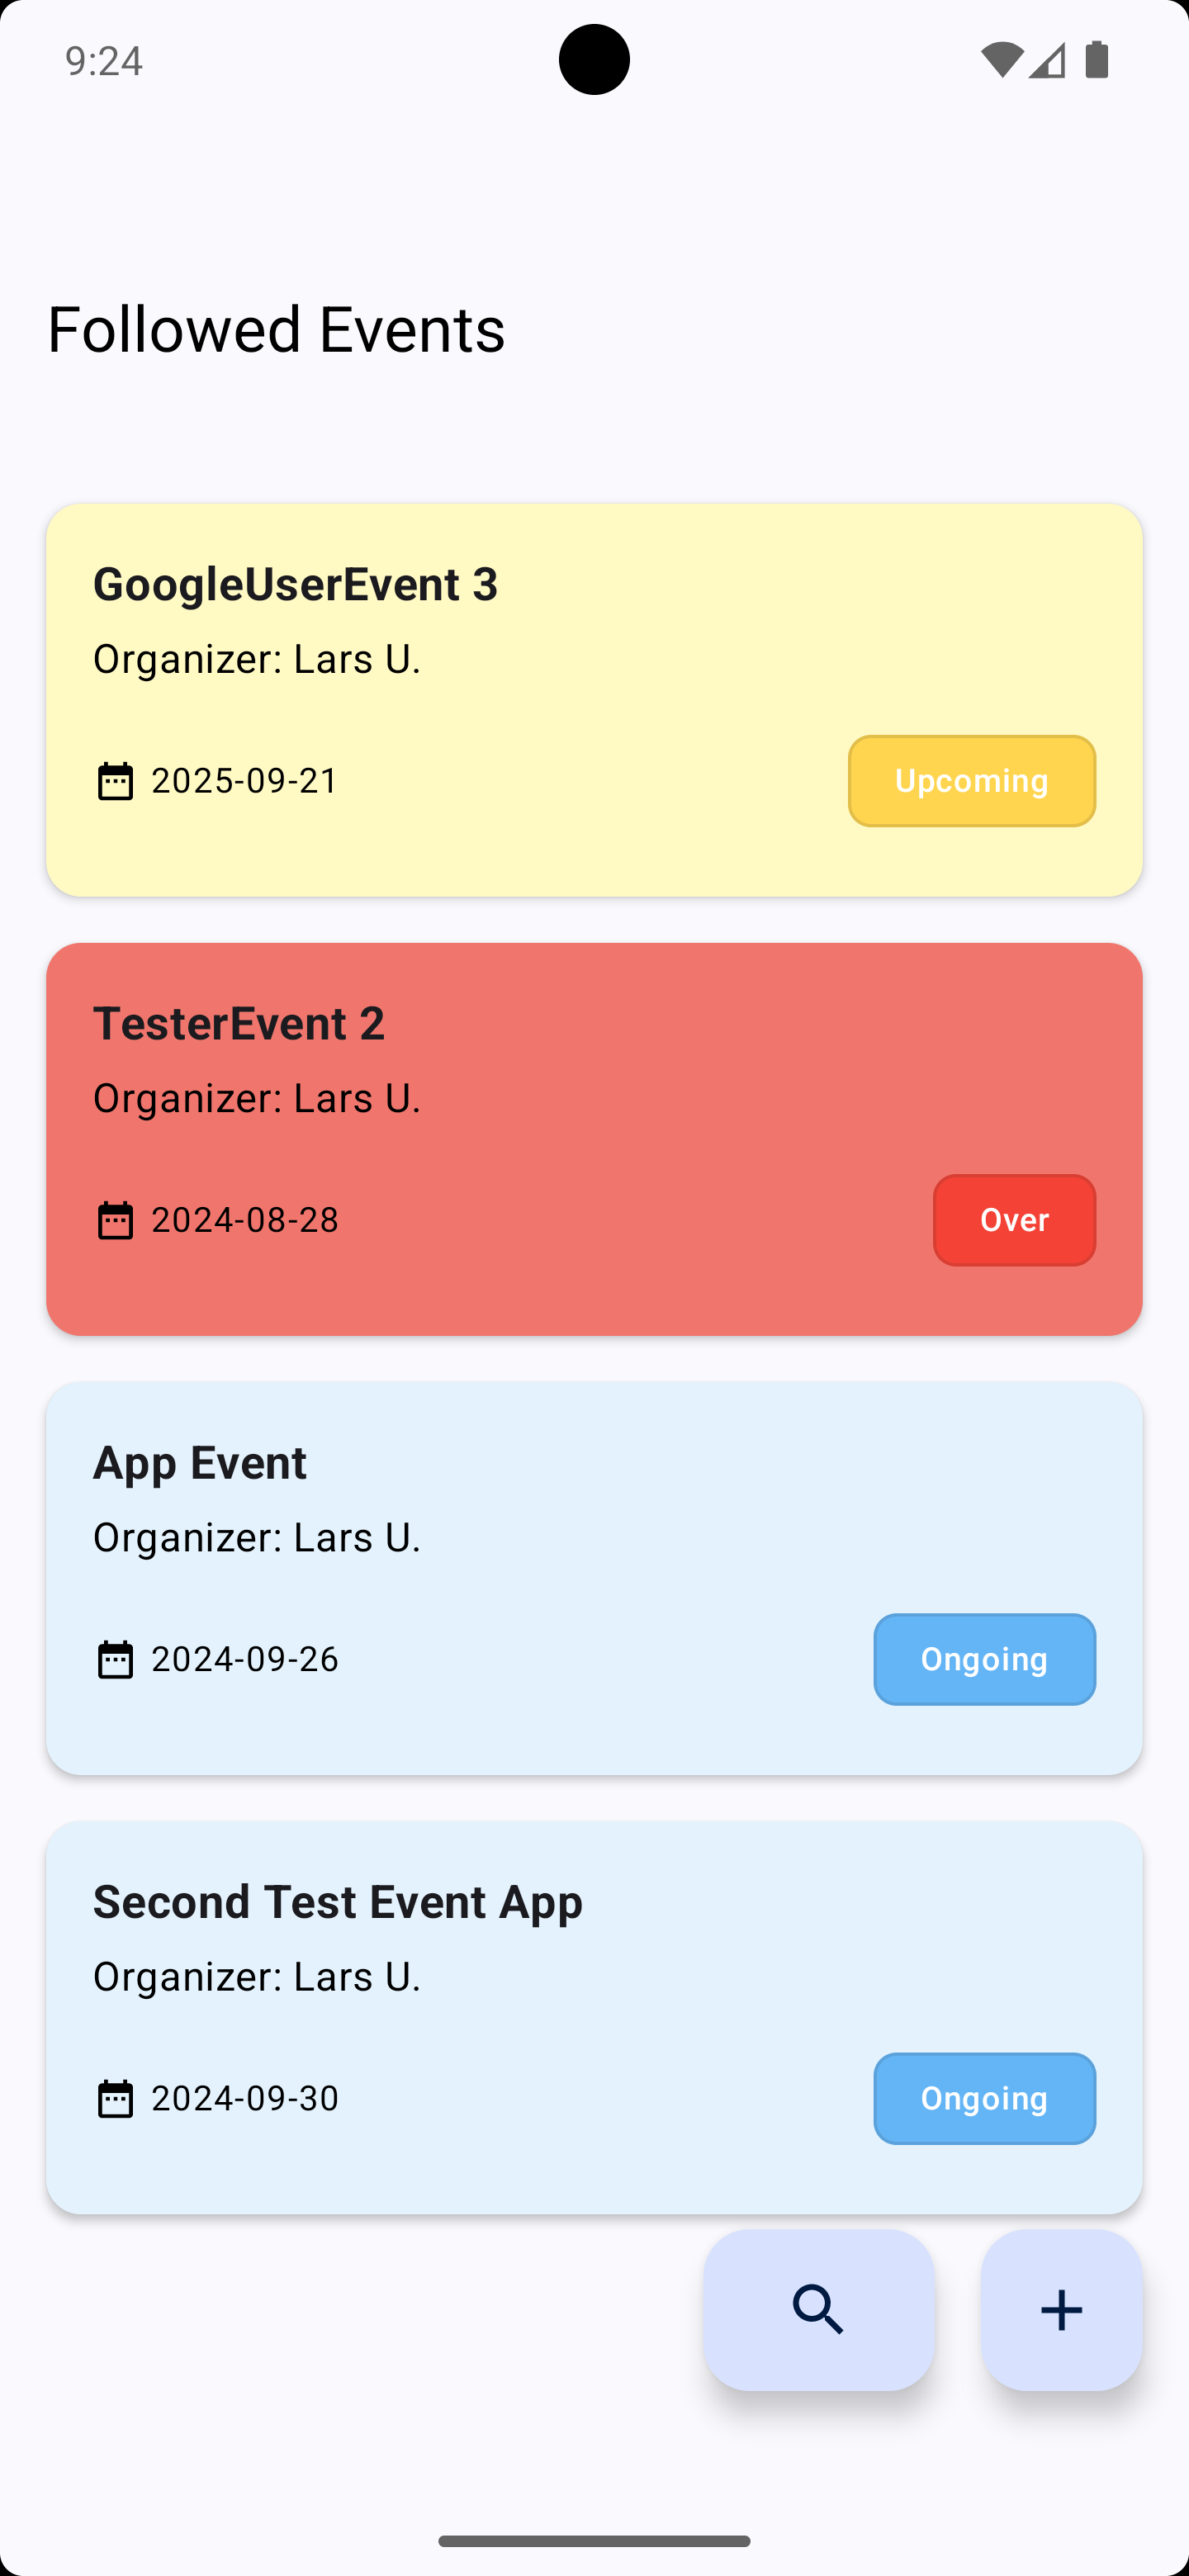 9:24
Followed Events
GoogleUserEvent 3
Organizer: Lars U.
2025-09-21
Upcoming
TesterEvent 2
Organizer: Lars U.
2024-08-28
Over
App Event
Organizer: Lars U.
2024-09-26
Ongoing
Second Test Event App
Organizer: Lars U.
2024-09-30
Ongoing